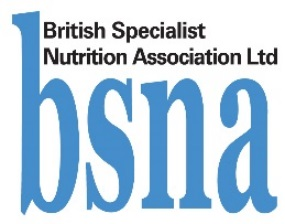 British Specialist
Nutrition Association Ltd
bsna